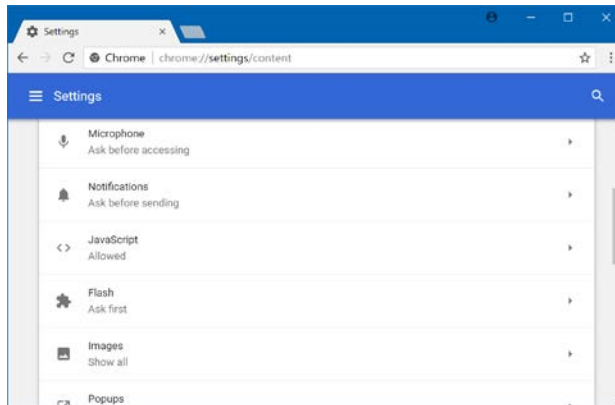 Settings
Chrome | chrome://settings/content
Settings
Microphone
Ask before accessing
Notifications
Ask before sending
JavaScript
Allowed
Flash
Ask first
Images
Show all
Popups